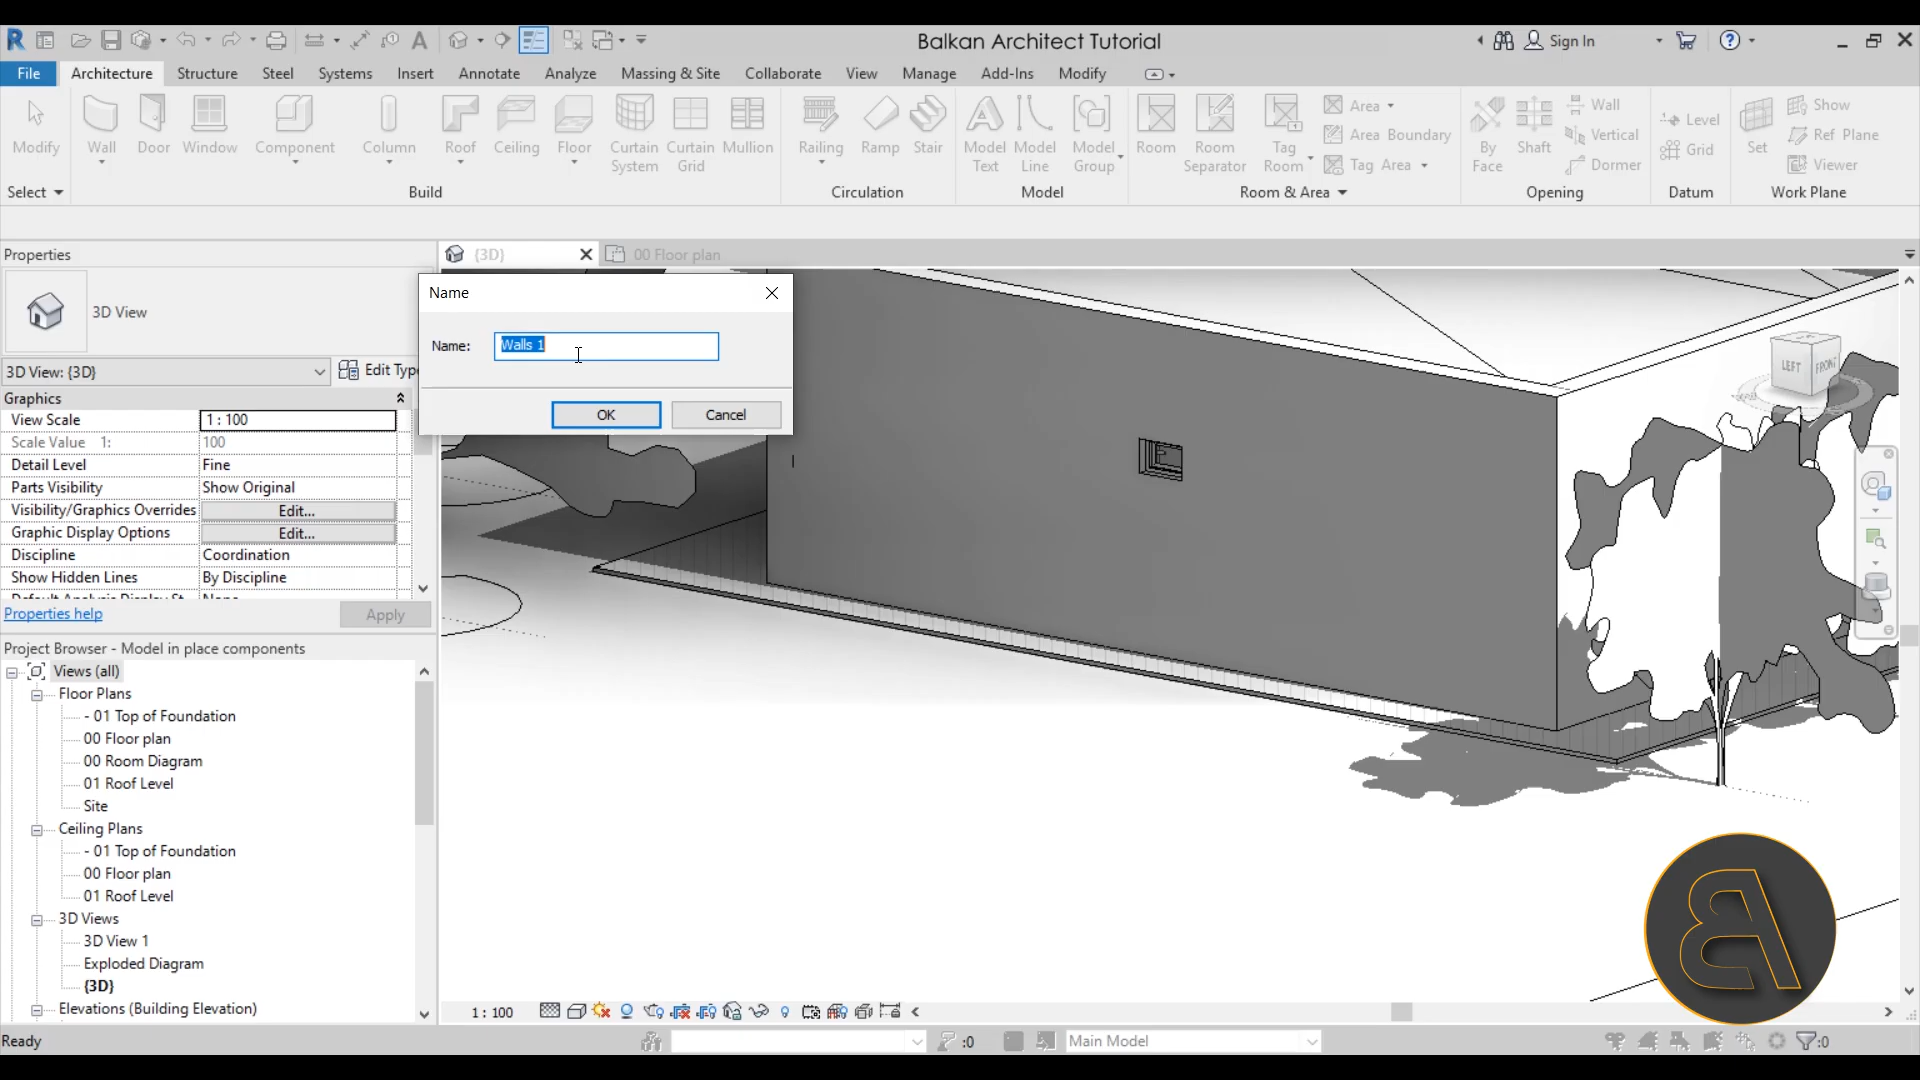 Balkan Architect Tutorial
Sign In
File Architecture Structure Steel Systems Insert Annotate Analyze Massing & Site Collaborate View Manage Add-Ins Modify
Modify
Wall
Door
Window
Component
Column
Roof
Ceiling
Floor
Curtain System
Curtain Grid
Mullion
Railing
Ramp
Stair
Model Text
Model Line
Model Group
Room
Room Separator
Tag Room
Area
Area Boundary
Tag Area
By Face
Shaft
Wall
Vertical
Dormer
Level
Grid
Set
Show
Ref Plane
Viewer
Select Build Circulation Model Room & Area Opening Datum Work Plane
Properties
{3D} 00 Floor plan
3D View
3D View: {3D} Edit Type
Graphics
View Scale 1 : 100
Scale Value 1: 100
Detail Level Fine
Parts Visibility Show Original
Visibility/Graphics Overrides Edit...
Graphic Display Options Edit...
Discipline Coordination
Show Hidden Lines By Discipline
Properties help Apply
Name
Name: Walls 1
OK Cancel
LEFT FRONT
Project Browser - Model in place components
Views (all)
Floor Plans
- 01 Top of Foundation
00 Floor plan
00 Room Diagram
01 Roof Level
Site
Ceiling Plans
- 01 Top of Foundation
00 Floor plan
01 Roof Level
3D Views
3D View 1
Exploded Diagram
{3D}
Elevations (Building Elevation)
1 : 100
Ready :0 Main Model :0